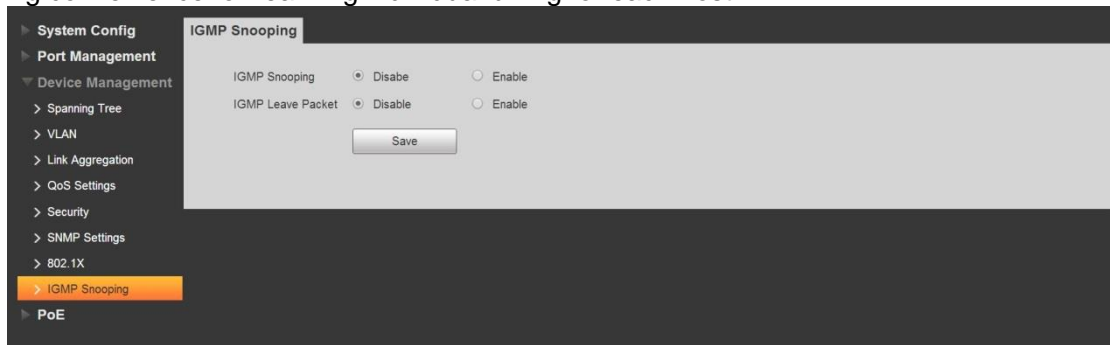 System Config
Port Management
Device Management
Spanning Tree
VLAN
Link Aggregation
QoS Settings
Security
SNMP Settings
802.1X
IGMP Snooping
PoE
IGMP Snooping
IGMP Snooping Disabe Enable
IGMP Leave Packet Disable Enable
Save